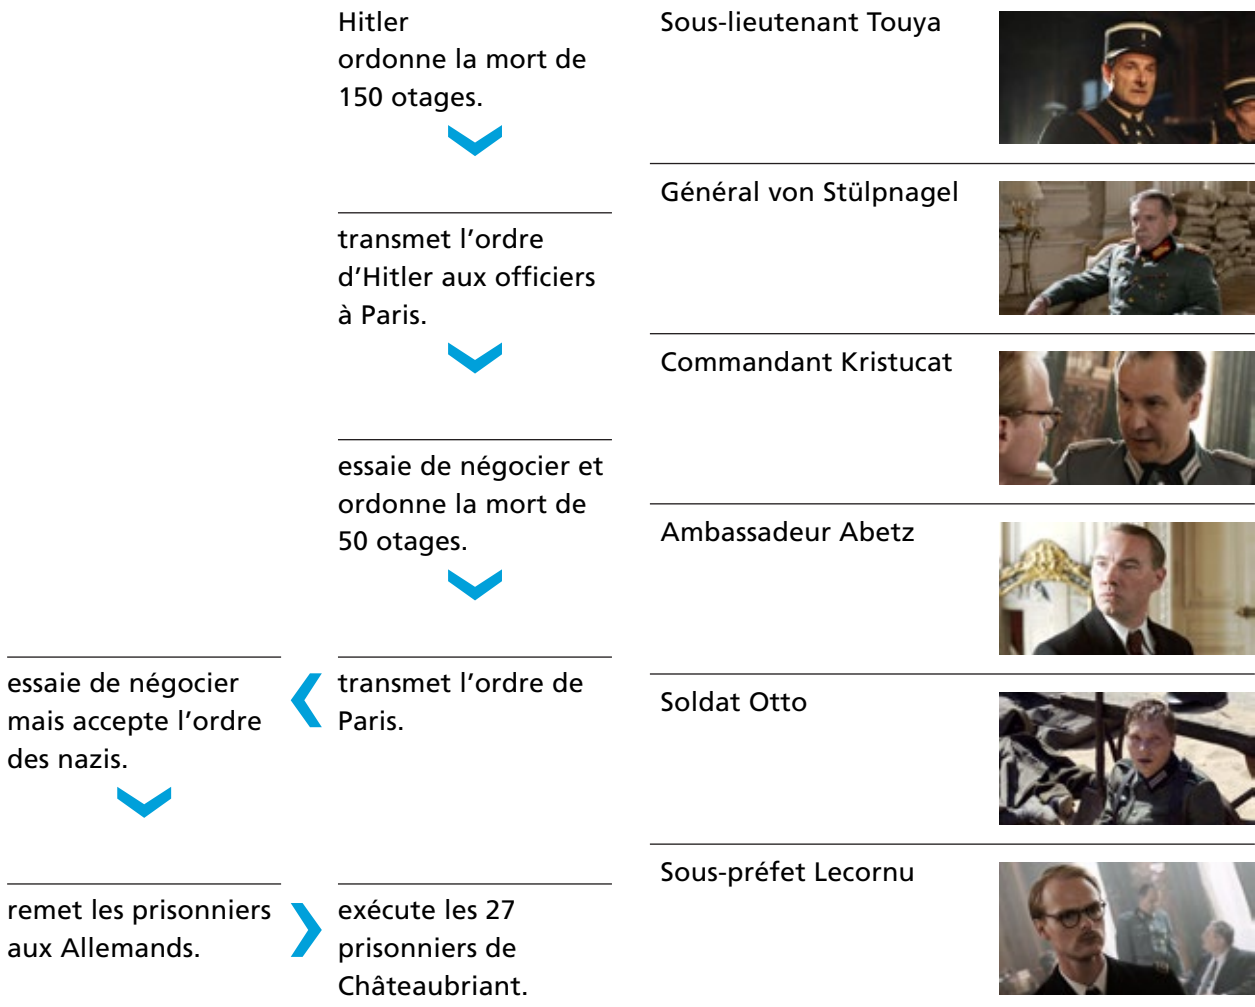 Hitler
ordonne la mort de
150 otages.
transmet l’ordre
d’Hitler aux officiers
à Paris.
essaie de négocier et
ordonne la mort de
50 otages.
transmet l’ordre de
Paris.
essaie de négocier
mais accepte l’ordre
des nazis.
remet les prisonniers
aux Allemands.
exécute les 27
prisonniers de
Châteaubriant.
Sous-lieutenant Touya
Général von Stülpnagel
Commandant Kristucat
Ambassadeur Abetz
Soldat Otto
Sous-préfet Lecornu